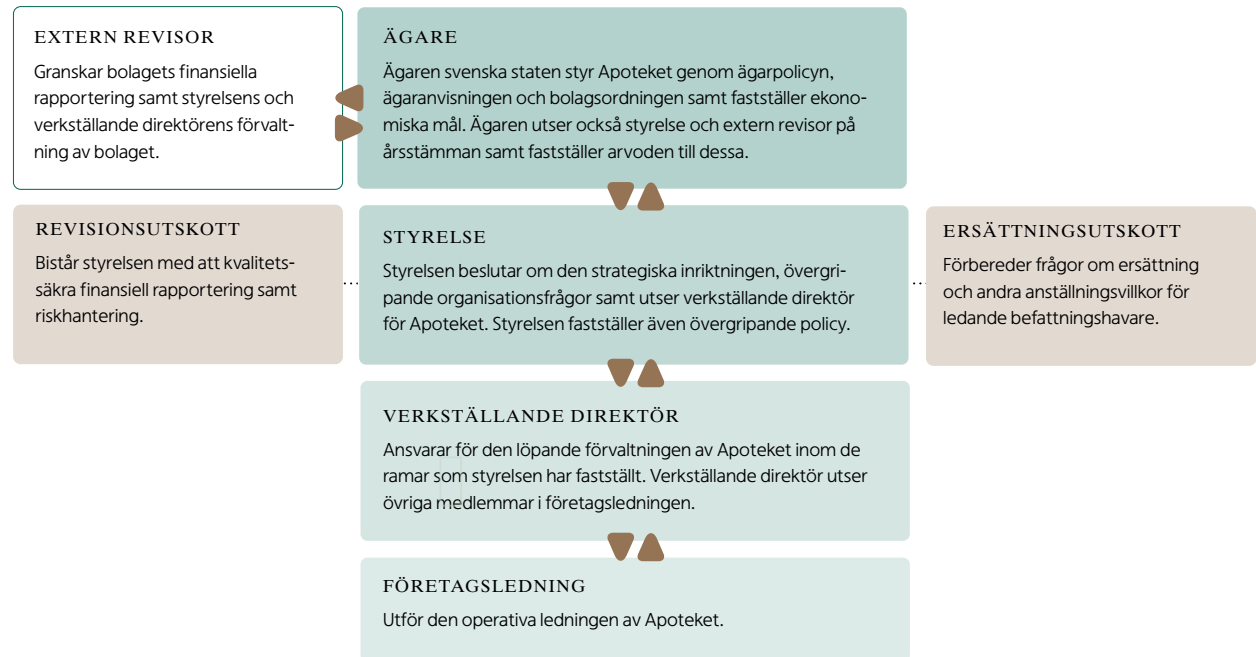 EXTERN REVISOR
Granskar bolagets finansiella
rapportering samt styrelsens och
verkställande direktörens förvalt-
ning av bolaget.
ÄGARE
Ägaren svenska staten styr Apoteket genom ägarpolicyn,
ägaranvisningen och bolagsordningen samt fastställer ekono-
miska mål. Ägaren utser också styrelse och extern revisor på
årsstämman samt fastställer arvoden till dessa.
REVISIONSUTSKOTT
Bistår styrelsen med att kvalitets-
säkra finansiell rapportering samt
riskhantering.
STYRELSE
Styrelsen beslutar om den strategiska inriktningen, övergri-
pande organisationsfrågor samt utser verkställande direktör
för Apoteket. Styrelsen fastställer även övergripande policy.
ERSÄTTNINGSUTSKOTT
Förbereder frågor om ersättning
och andra anställningsvillkor för
ledande befattningshavare.
VERKSTÄLLANDE DIREKTÖR
Ansvarar för den löpande förvaltningen av Apoteket inom de
ramar som styrelsen har fastställt. Verkställande direktör utser
övriga medlemmar i företagsledningen.
FÖRETAGSLEDNING
Utför den operativa ledningen av Apoteket.